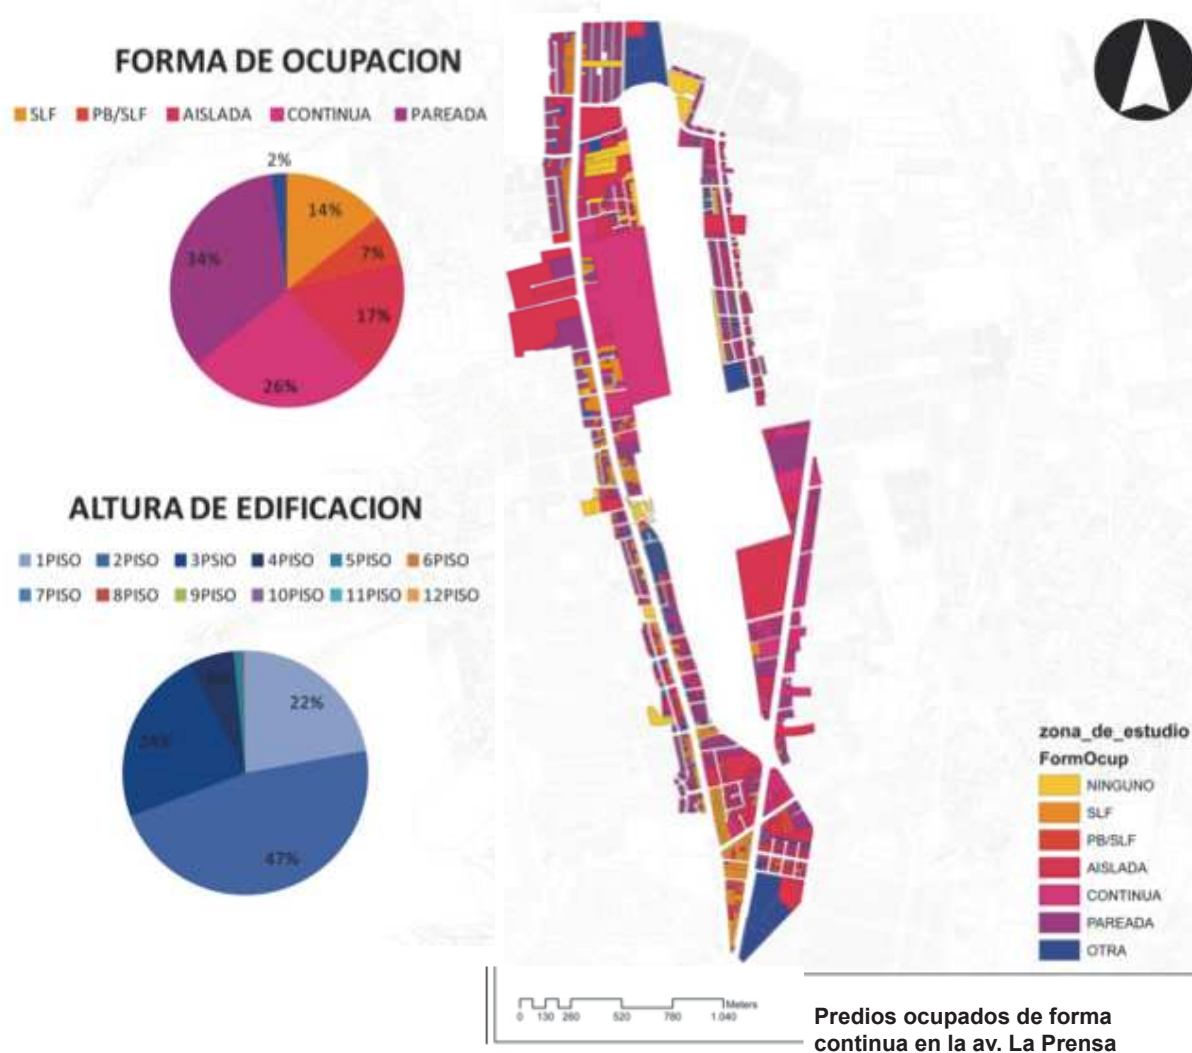 FORMA DE OCUPACION
SLF PB/SLF AISLADA CONTINUA PAREADA
2%
14%
34%
7%
17%
26%
ALTURA DE EDIFICACION
1PISO 2PISO 3PSIO 4PISO 5PISO 6PISO
7PISO 8PISO 9PISO 10PISO 11PISO 12PISO
22%
47%
zona_de_estudio
FormOcup
NINGUNO
SLF
PB/SLF
AISLADA
CONTINUA
PAREADA
OTRA
Meters
0 130 260 520 780 1.040
Predios ocupados de forma
continua en la av. La Prensa